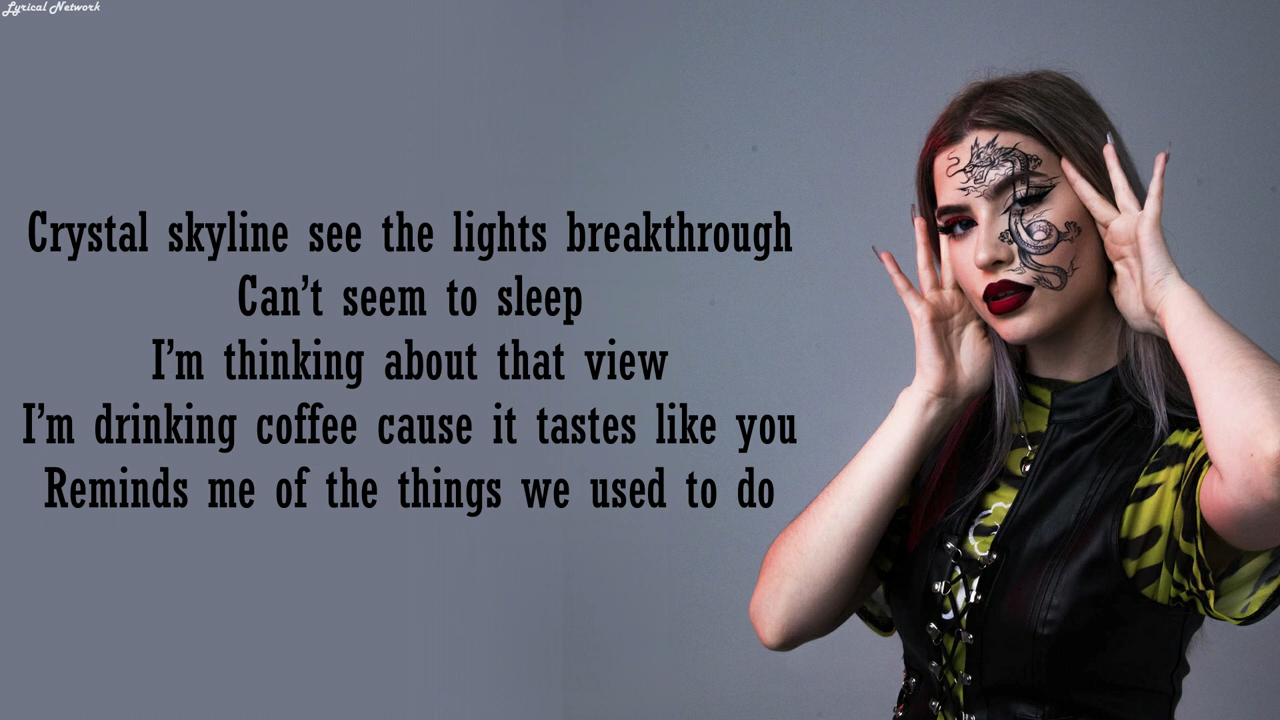 Lyrical Network
Crystal skyline see the lights breakthrough
Can't seem to sleep
I'm thinking about that view
I'm drinking coffee cause it tastes like you
Reminds me of the things we used to do